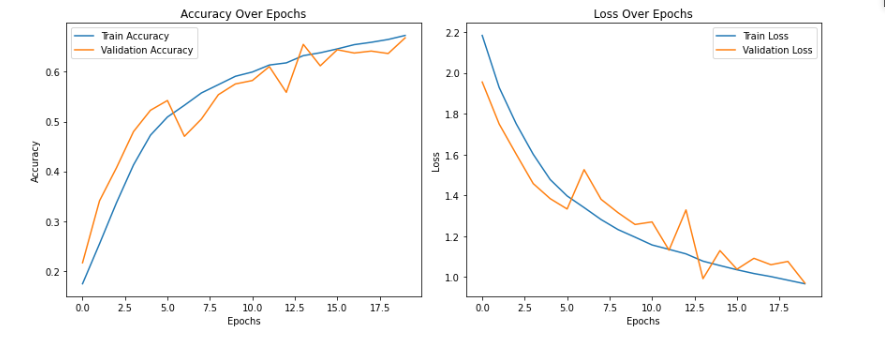 Accuracy Over Epochs
Train Accuracy
Validation Accuracy
0.6
0.5
0.4
0.3
0.2
Accuracy
0.0 2.5 5.0 7.5 10.0 12.5 15.0 17.5
Epochs
Loss Over Epochs
Train Loss
Validation Loss
2.2
2.0
1.8
1.6
1.4
1.2
1.0
Loss
0.0 2.5 5.0 7.5 10.0 12.5 15.0 17.5
Epochs